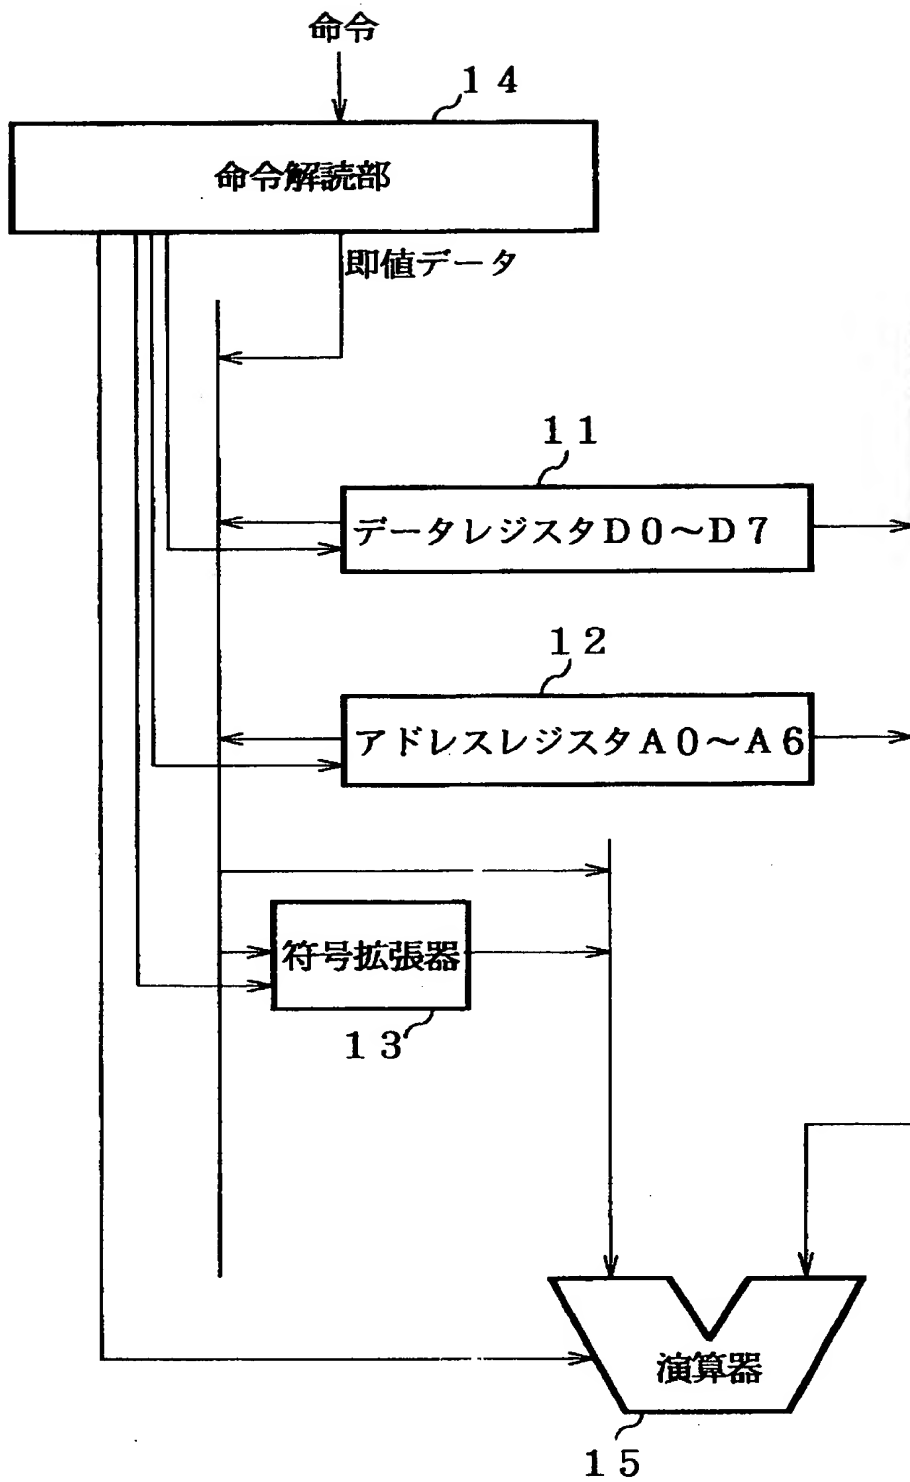 命令
14
命令解読部
即値データ
11
データレジスタD0～D7
12
アドレスレジスタA0～A6
符号拡張器
13
演算器
15